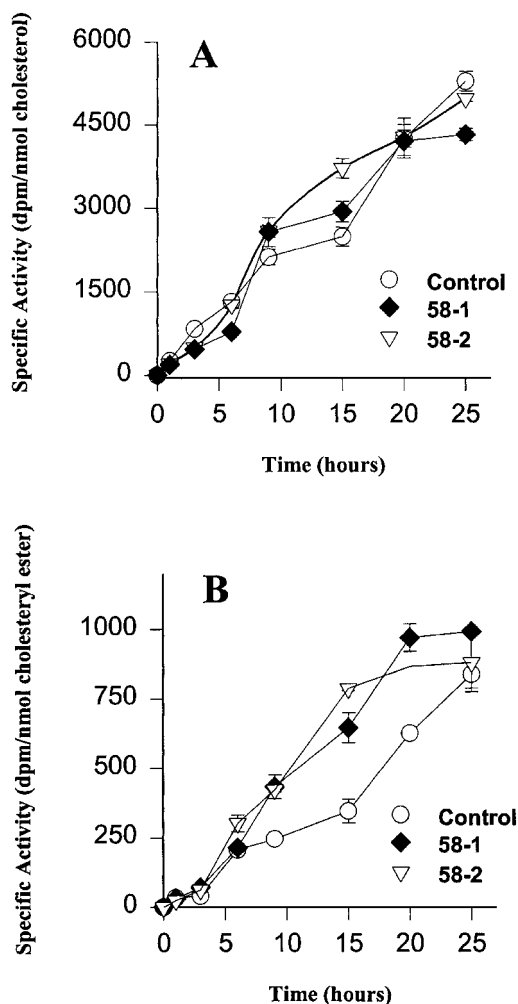 A
Specific Activity (dpm/nmol cholesterol)
6000
4500
3000
1500
0
Control
58-1
58-2
0 5 10 15 20 25
Time (hours)
B
Specific Activity (dpm/nmol cholesteryl ester)
1000
750
500
250
0
Control
58-1
58-2
0 5 10 15 20 25
Time (hours)